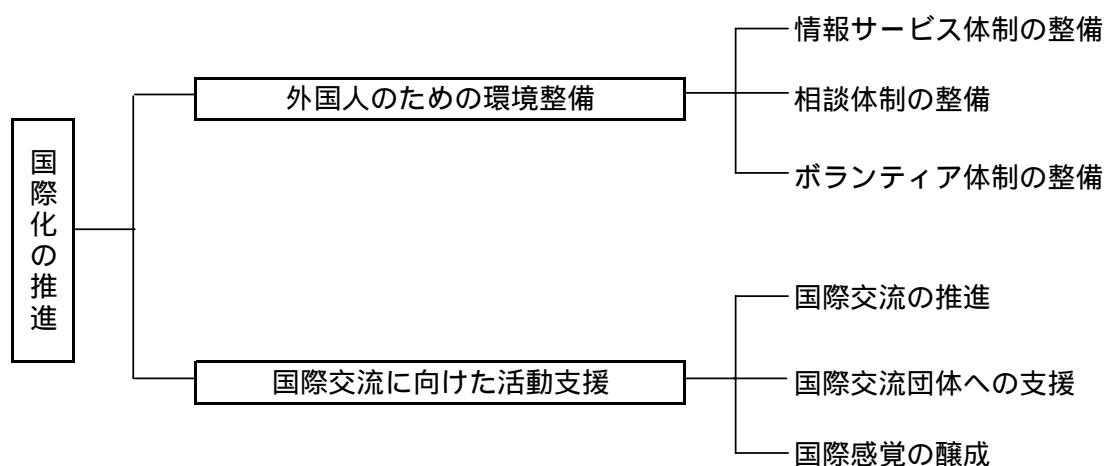 国際化の推進
外国人のための環境整備
情報サービス体制の整備
相談体制の整備
ボランティア体制の整備
国際交流に向けた活動支援
国際交流の推進
国際交流団体への支援
国際感覚の醸成